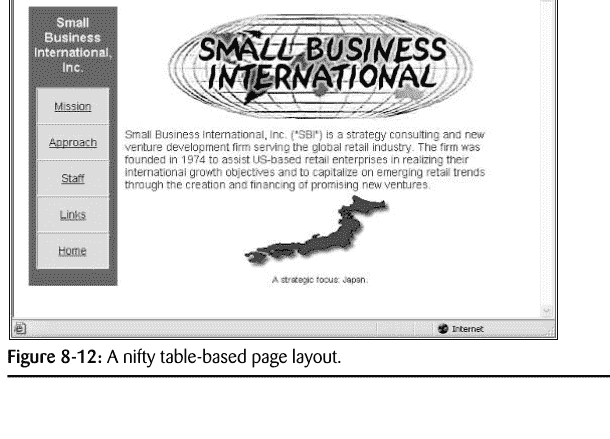 Small
Business
International,
Inc.
Mission
Approach
Staff
Links
Home
SMALL BUSINESS
INTERNATIONAL
Small Business International, Inc. ("SBI") is a strategy consulting and new
venture development firm serving the global retail industry. The firm was
founded in 1974 to assist US-based retail enterprises in realizing their
international growth objectives and to capitalize on emerging retail trends
through the creation and financing of promising new ventures.
A strategic focus: Japan.
Internet
Figure 8-12: A nifty table-based page layout.